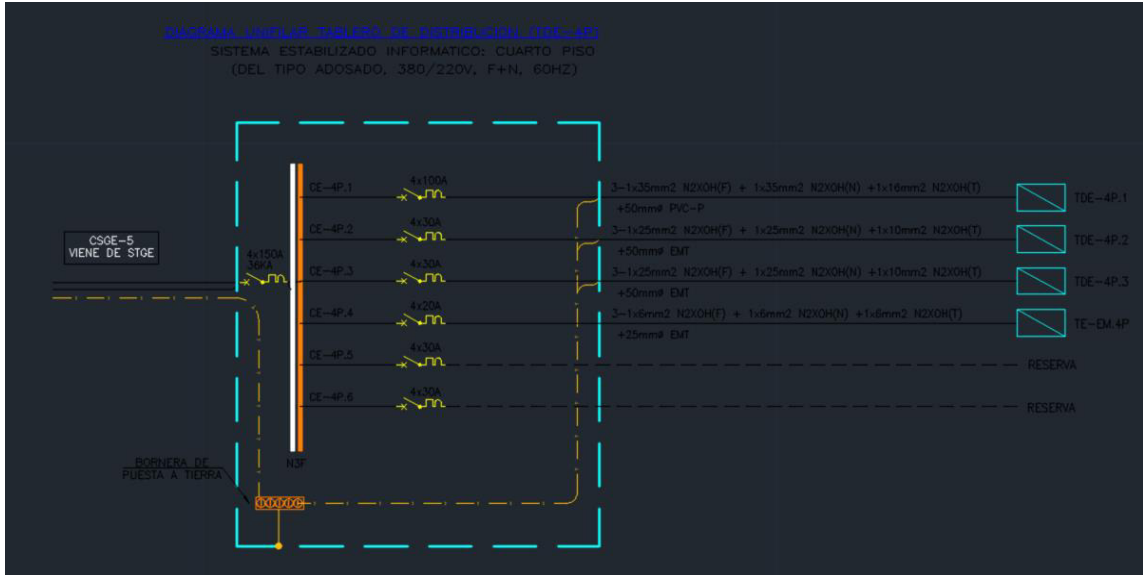 DIAGRAMA UNIFILAR TABLERO DE DISTRIBUCION (TDE-4P)
SISTEMA ESTABILIZADO INFORMATICO: CUARTO PISO
(DEL TIPO ADOSADO, 380/220V, F+N, 60HZ)
CE-4P.1
4x100A
3-1x35mm2 N2XOH(F) + 1x35mm2 N2XOH(N) +1x16mm2 N2XOH(T)
+50mmø PVC-P
TDE-4P.1
CE-4P.2
4x30A
3-1x25mm2 N2XOH(F) + 1x25mm2 N2XOH(N) +1x10mm2 N2XOH(T)
+50mmø EMT
TDE-4P.2
CSGE-5
VIENE DE STGE
4x150A
36KA
CE-4P.3
4x30A
3-1x25mm2 N2XOH(F) + 1x25mm2 N2XOH(N) +1x10mm2 N2XOH(T)
+50mmø EMT
TDE-4P.3
CE-4P.4
4x20A
3-1x6mm2 N2XOH(F) + 1x6mm2 N2XOH(N) +1x6mm2 N2XOH(T)
+25mmø EMT
TE-EM.4P
CE-4P.5
4x30A
RESERVA
CE-4P.6
4x30A
RESERVA
N3F
BORNERA DE
PUESTA A TIERRA